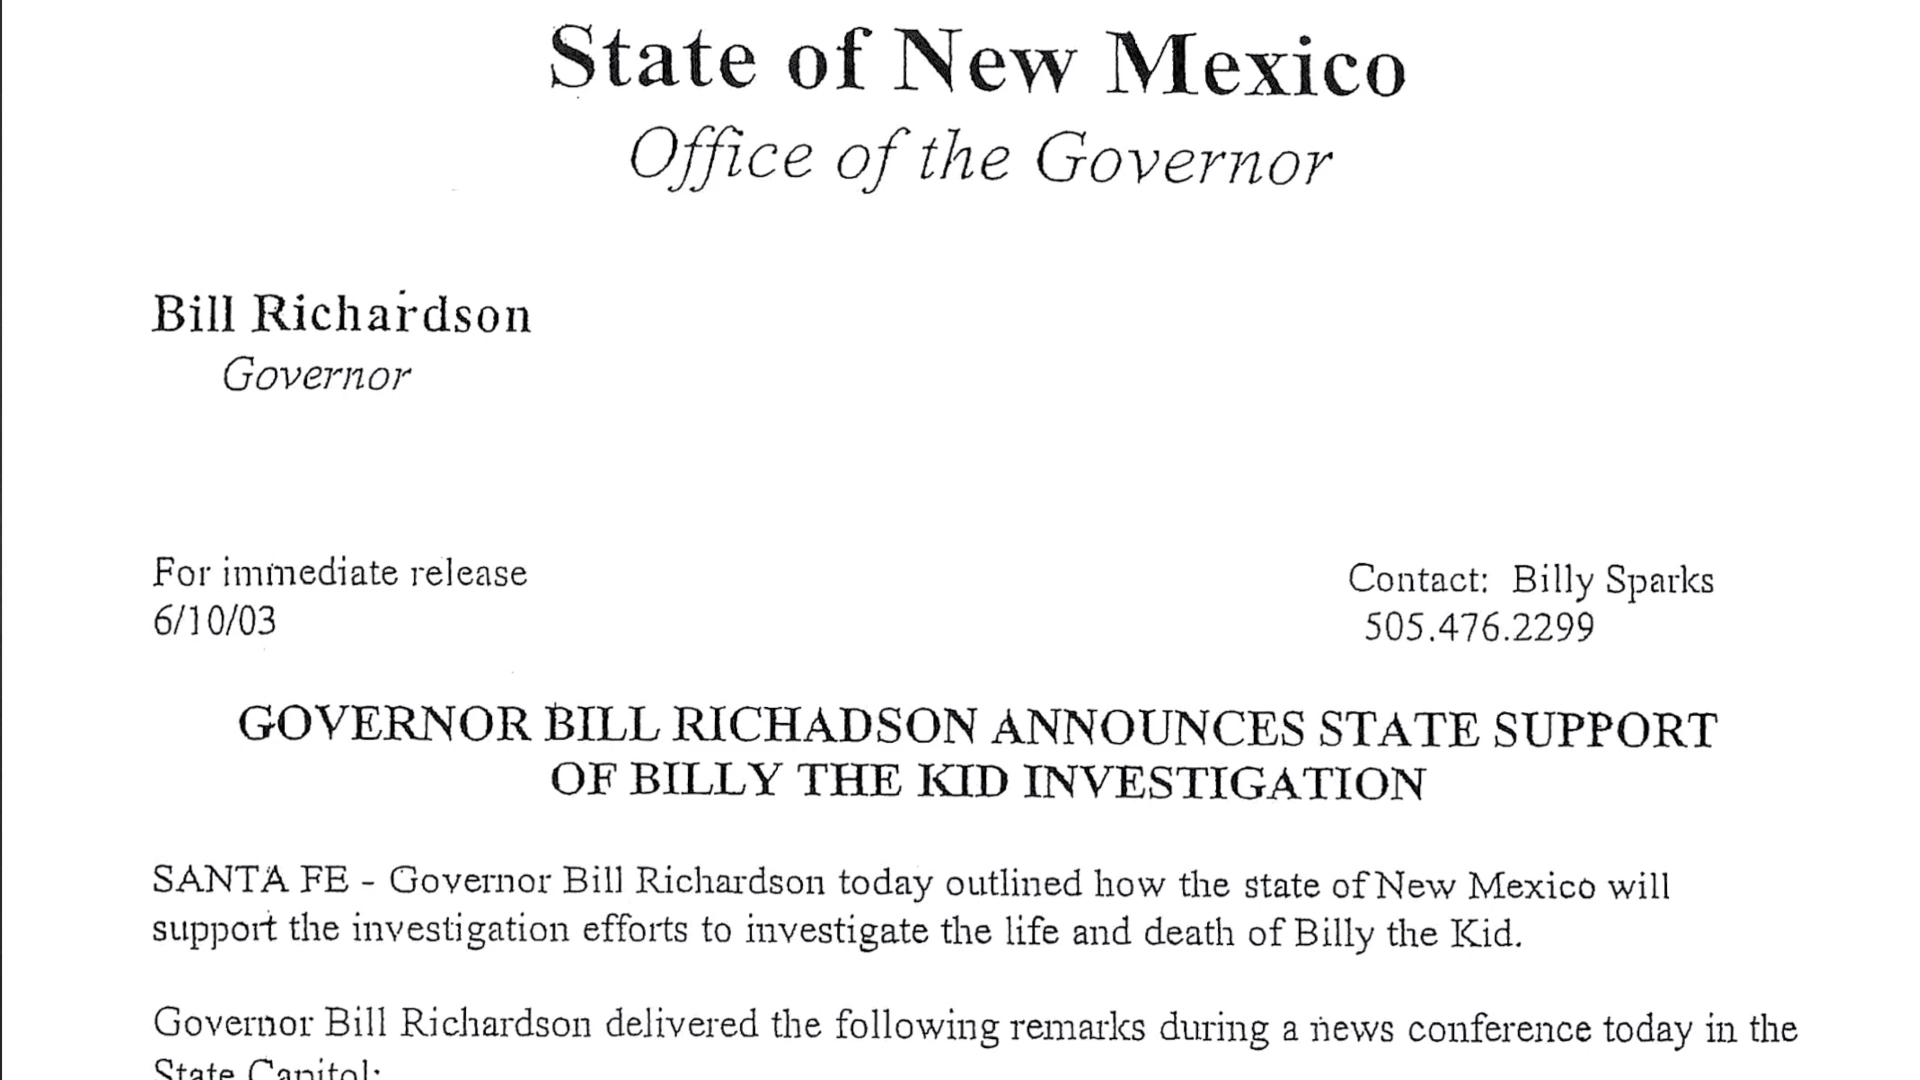 State of New Mexico
Office of the Governor
Bill Richardson
Governor
For immediate release
Contact: Billy Sparks
6/10/03
505.476.2299
GOVERNOR BILL RICHADSON ANNOUNCES STATE SUPPORT
OF BILLY THE KID INVESTIGATION
SANTA FE - Governor Bill Richardson today outlined how the state of New Mexico will
support the investigation efforts to investigate the life and death of Billy the Kid.
Governor Bill Richardson delivered the following remarks during a news conference today in the
State Capitol: